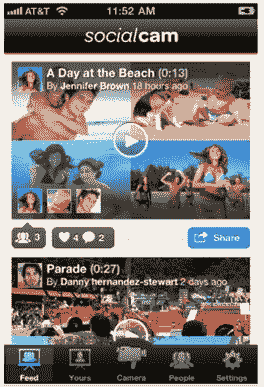 AT&T 11:52 AM
socialcam
A Day at the Beach (0:13)
By Jennifer Brown 18 hours ago
3 4 2 Share
Parade (0:27)
By Danny hernandez-stewart 2 days ago
Feed Yours Camera People Settings